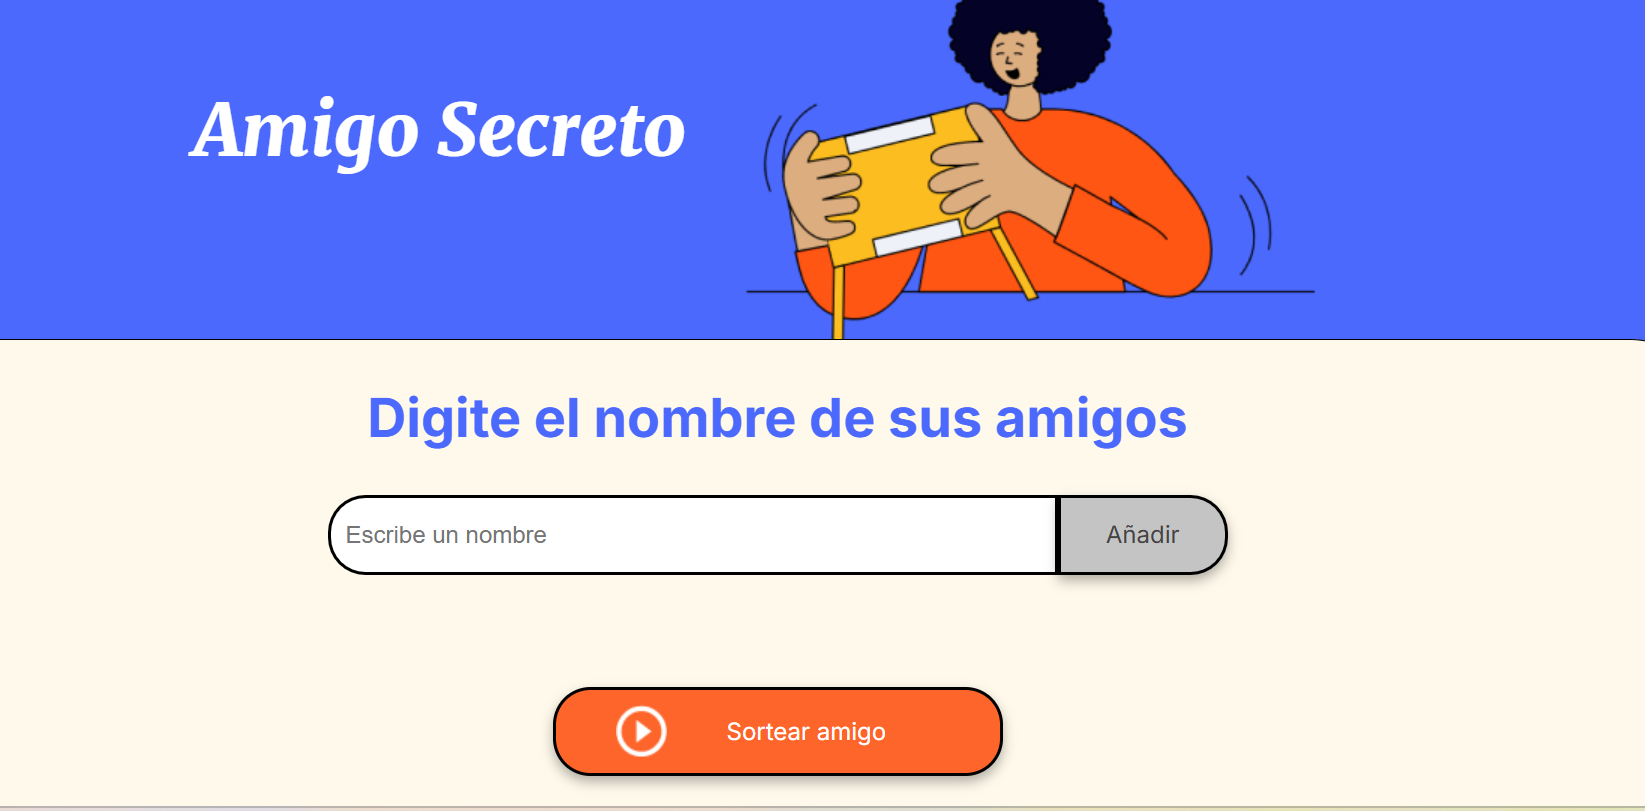 Amigo Secreto
Digite el nombre de sus amigos
Escribe un nombre
Añadir
Sortear amigo